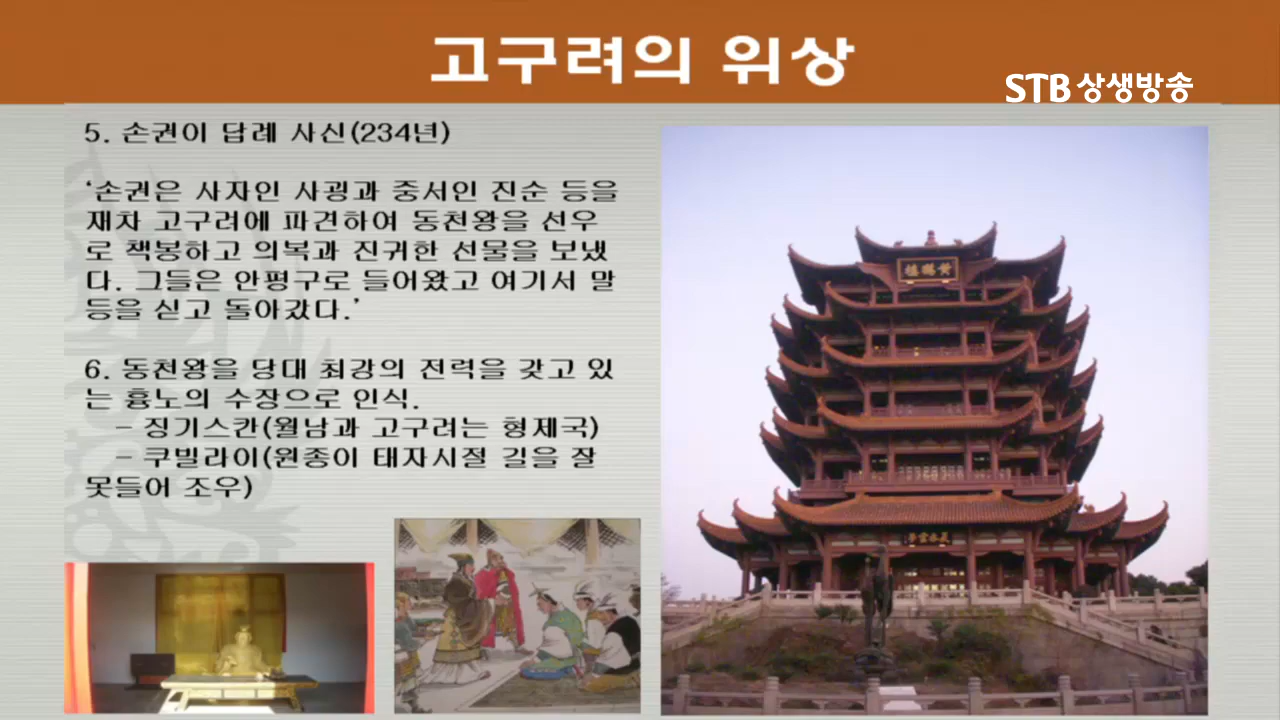 고구려의 위상
STB 상생방송
5. 손권이 답례 사신(234년)
‘손권은 사자인 사굉과 중서인 진순 등을
재차 고구려에 파견하여 동천왕을 선우
로 책봉하고 의복과 진귀한 선물을 보냈
다. 그들은 안평구로 들어왔고 여기서 말
등을 싣고 돌아갔다.’
6. 동천왕을 당대 최강의 전력을 갖고 있
는 흉노의 수장으로 인식.
- 징기스칸(월남과 고구려는 형제국)
- 쿠빌라이(원종이 태자시절 길을 잘
못들어 조우)
黄鶴樓